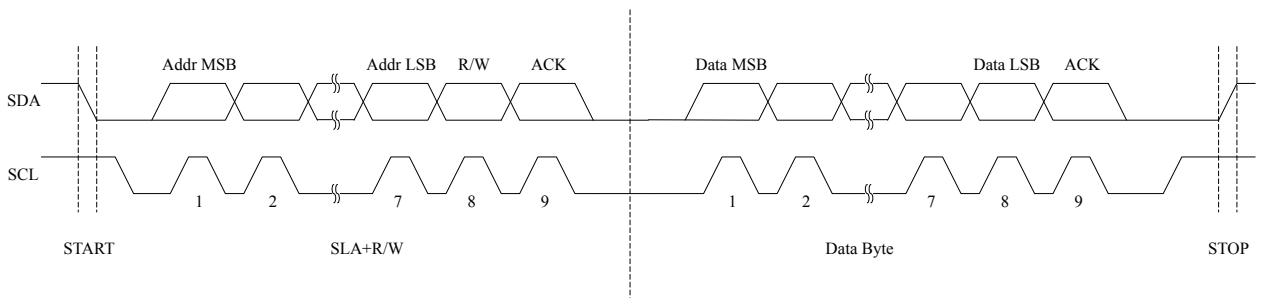 Addr MSB Addr LSB R/W ACK Data MSB Data LSB ACK
SDA
SCL
1 2 7 8 9 1 2 7 8 9
START SLA+R/W Data Byte STOP